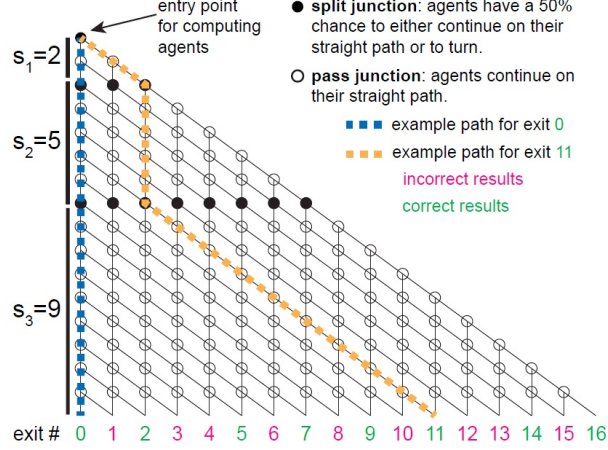 entry point
for computing
agents
split junction: agents have a 50%
chance to either continue on their
straight path or to turn.
pass junction: agents continue on
their straight path.
example path for exit 0
example path for exit 11
incorrect results
correct results
s1=2
s2=5
s3=9
exit # 0 1 2 3 4 5 6 7 8 9 10 11 12 13 14 15 16